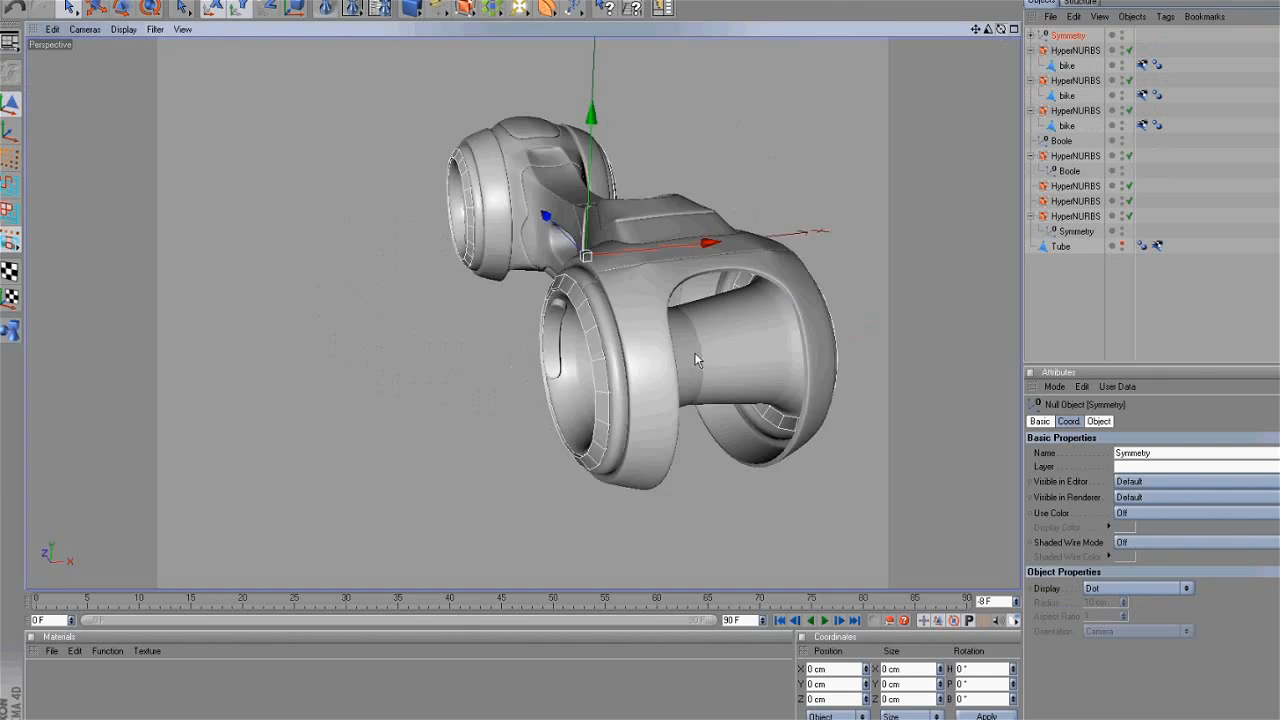 Objects Structure
File Edit View Objects Tags Bookmarks
Edit Cameras Display Filter View
Perspective
Symmetry
HyperNURBS
bike
HyperNURBS
bike
HyperNURBS
bike
Boole
HyperNURBS
Boole
HyperNURBS
HyperNURBS
HyperNURBS
Symmetry
Tube
Y
Z X
Attributes
Mode Edit User Data
Null Object [Symmetry]
Basic Coord. Object
Basic Properties
Name Symmetry
Layer
Visible in Editor Default
Visible in Renderer Default
Use Color Off
Display Color
Shaded Wire Mode Off
Shaded Wire Color
Object Properties
Display Dot
Radius 10 cm
Aspect Ratio 1
Orientation Camera
0 5 10 15 20 25 30 35 40 45 50 55 60 65 70 75 80 85 90 -8 F
0 F 0 F 90 F 90 F
Materials
File Edit Function Texture
Coordinates
Position Size Rotation
X 0 cm X 0 cm H 0 °
Y 0 cm Y 0 cm P 0 °
Z 0 cm Z 0 cm B 0 °
Object Size Apply